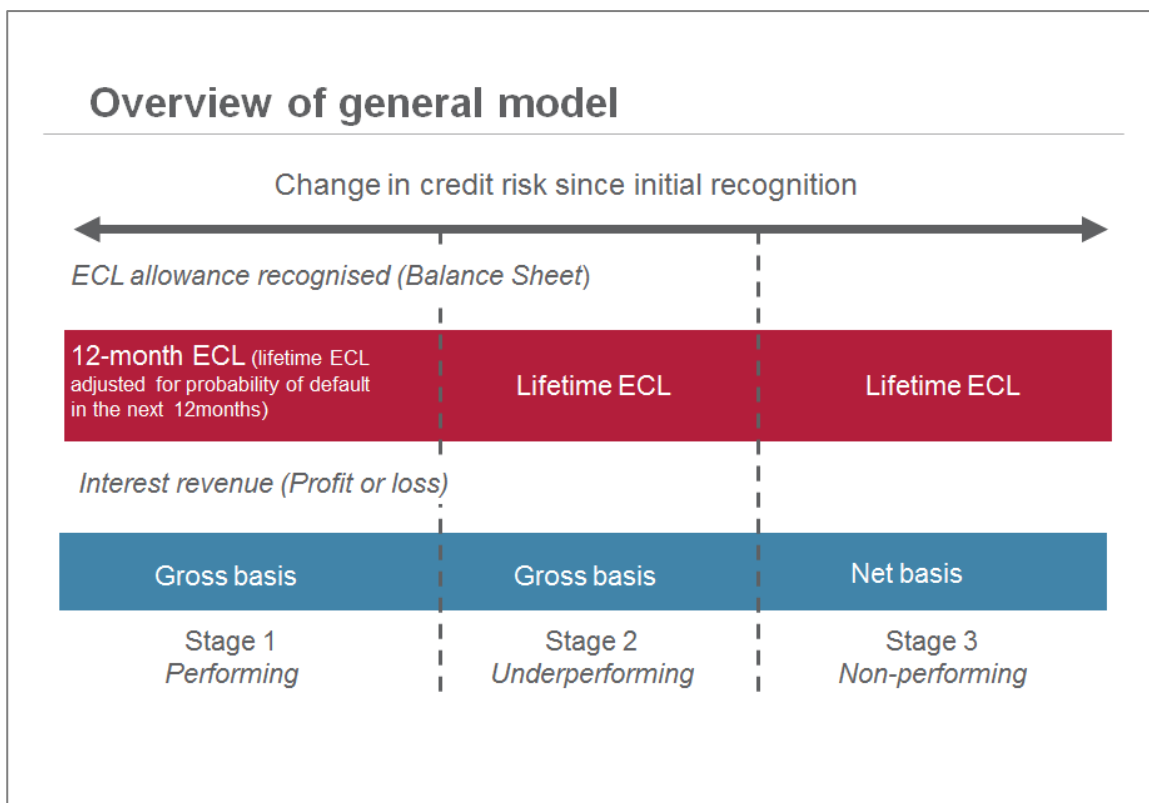 Overview of general model
Change in credit risk since initial recognition
ECL allowance recognised (Balance Sheet)
12-month ECL (lifetime ECL
adjusted for probability of default
in the next 12months)
Lifetime ECL
Lifetime ECL
Interest revenue (Profit or loss)
Gross basis
Gross basis
Net basis
Stage 1
Performing
Stage 2
Underperforming
Stage 3
Non-performing